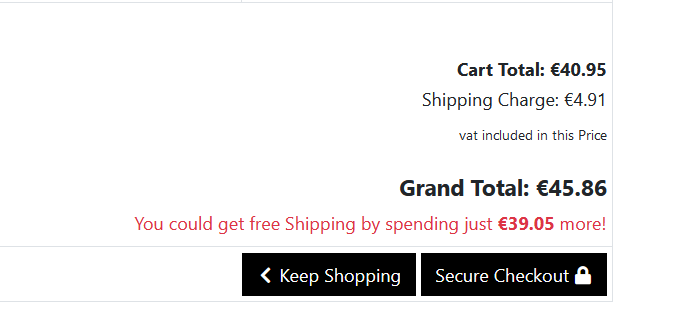 Cart Total: €40.95
Shipping Charge: €4.91
vat included in this Price
Grand Total: €45.86
You could get free Shipping by spending just €39.05 more!
Keep Shopping
Secure Checkout